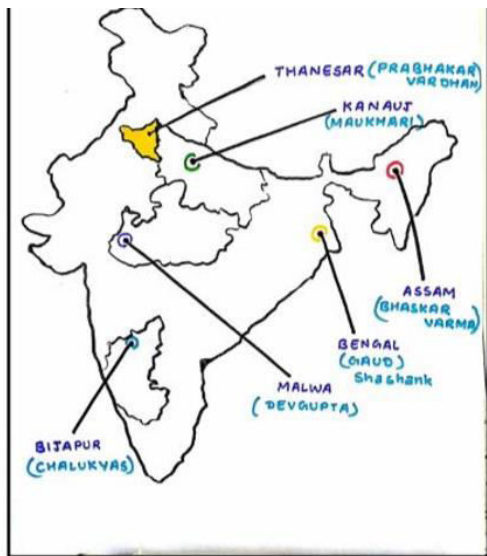 THANESAR (PRABHAKAR
VARDHAN)
KANAUJ
(MAUKHARI)
ASSAM
(BHASKAR
VARMA)
BENGAL
(GAUD)
Shashank
MALWA
(DEVGUPTA)
BIJAPUR
(CHALUKYAS)